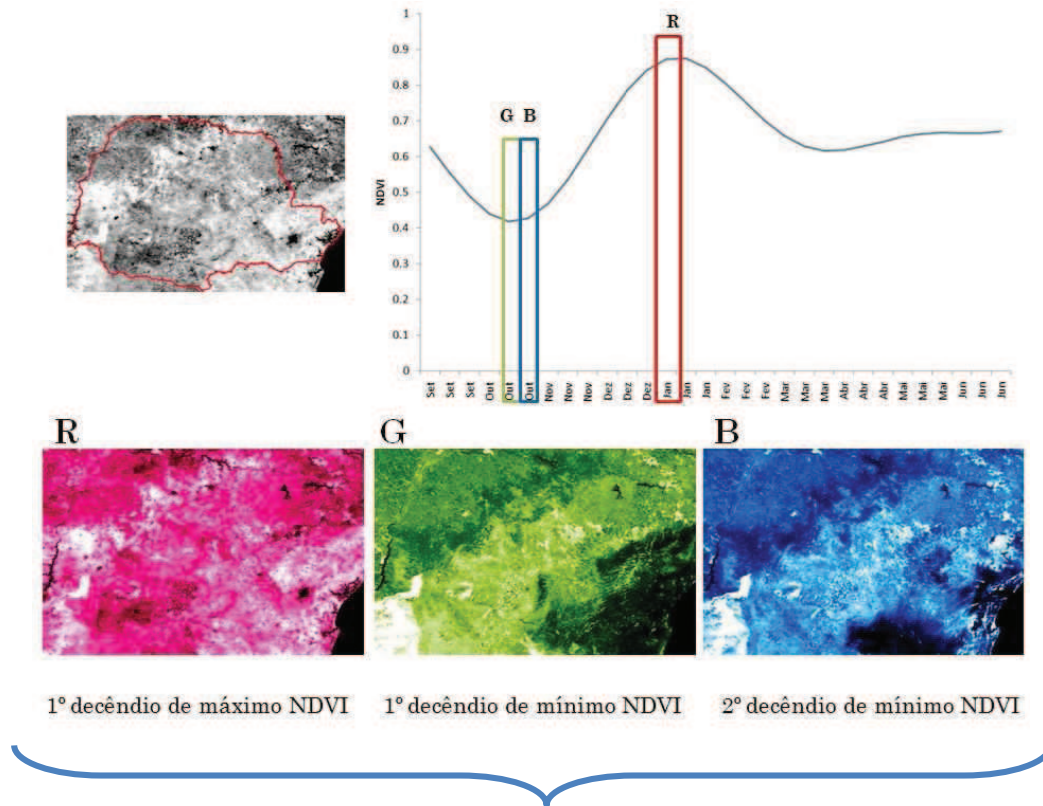 1
R
0.9
0.8
G B
0.7
0.6
0.5
NDVI
0.4
0.3
0.2
0.1
0
Set Set Set Out Out Out Nov Nov Nov Dez Dez Dez Jan Jan Jan Fev Fev Fev Mar Mar Mar Abr Abr Abr Mai Mai Mai Jun Jun Jun
R G B
1º decêndio de máximo NDVI
1º decêndio de mínimo NDVI
2º decêndio de mínimo NDVI